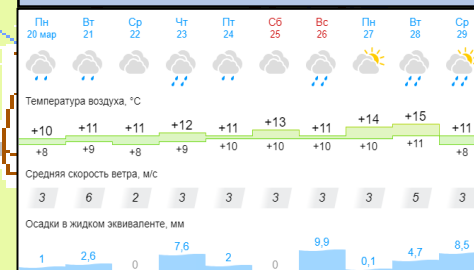 Пн Вт Ср Чт Пт Сб Вс Пн Вт Ср
20 мар 21 22 23 24 25 26 27 28 29
Температура воздуха, °C
+10 +11 +11 +12 +11 +13 +11 +14 +15 +11
+8 +9 +8 +9 +10 +10 +10 +10 +11 +8
Средняя скорость ветра, м/с
3 6 2 3 3 3 3 3 5 3
Осадки в жидком эквиваленте, мм
1 2,6 0 7,6 2 0 9,9 0,1 4,7 8,5